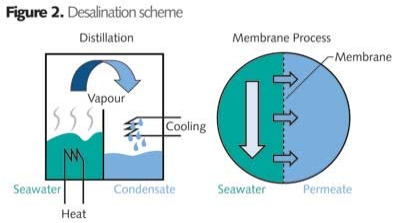 Figure 2. Desalination scheme
Distillation
Vapour
Cooling
Seawater
Condensate
Heat
Membrane Process
Membrane
Seawater
Permeate